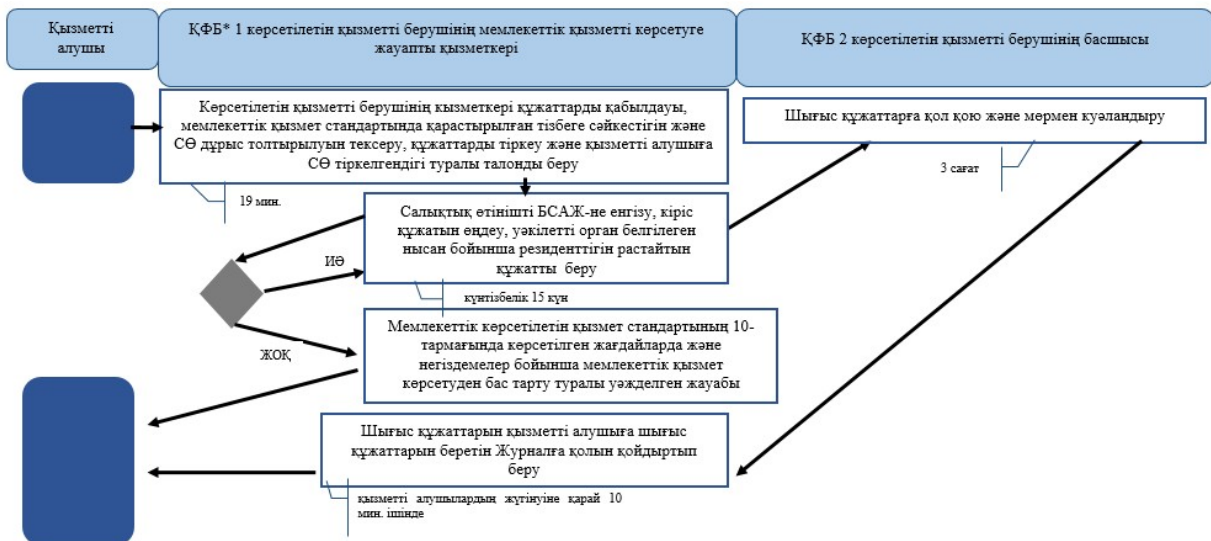 Қызметті
алушы
ҚФБ* 1 көрсетілетін қызметті берушінің мемлекеттік қызметті көрсетуге
жауапты қызметкері
ҚФБ 2 көрсетілетін қызметті берушінің басшысы
Көрсетілетін қызметті берушінің кызметкері құжаттарды қабылдауы,
мемлекеттік қызмет стандартында қарастырылған тізбеге сәйкестігін және
СӨ дұрыс толтырылуын тексеру, құжаттарды тіркеу және қызметті алушыға
СӨ тіркелгендігі туралы талонды беру
19 мин.
Шығыс құжаттарға қол қою және мөрмен куәландыру
3 сағат
Салықтық өтінішті БСАЖ-не енгізу, кіріс
құжатын өңдеу, уәкілетті орган белгілеген
нысан бойынша резиденттігін растайтын
құжатты беру
ИӘ
күнтізбелік 15 күн
ЖОҚ
Мемлекеттік көрсетілетін қызмет стандартының 10-
тармағында көрсетілген жағдайларда және
негіздемелер бойынша мемлекеттік қызмет
көрсетуден бас тарту туралы уәжделген жауабы
Шығыс құжаттарын қызметті алушыға шығыс
құжаттарын беретін Журналға қолын қойдыртып
беру
қызметті алушылардың жүгінуіне қарай 10
мин. ішінде